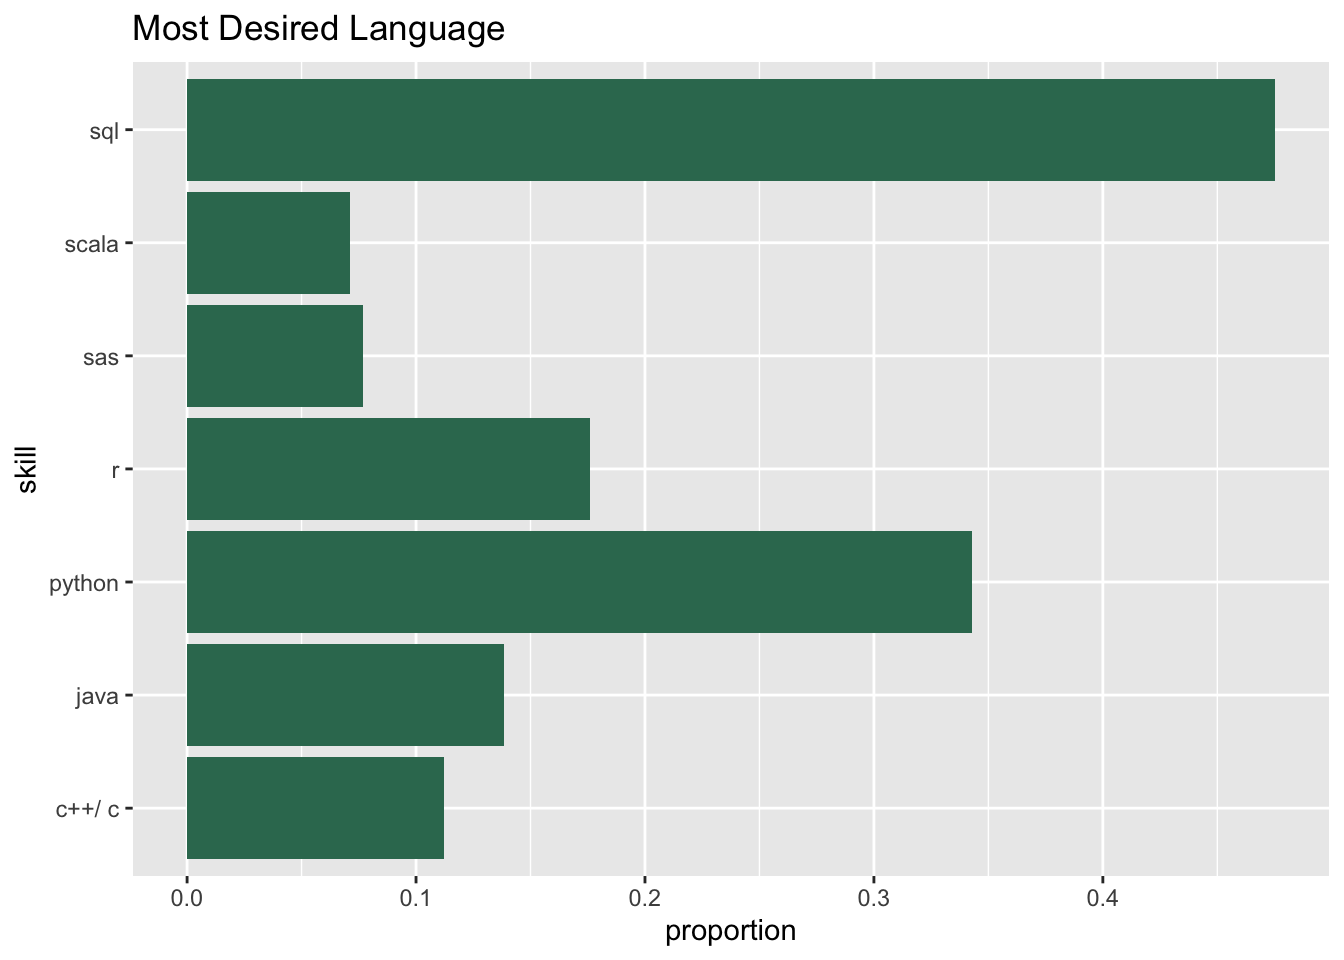 Most Desired Language
sql
scala
sas
r
python
java
c++/ c
skill
0.0 0.1 0.2 0.3 0.4
proportion